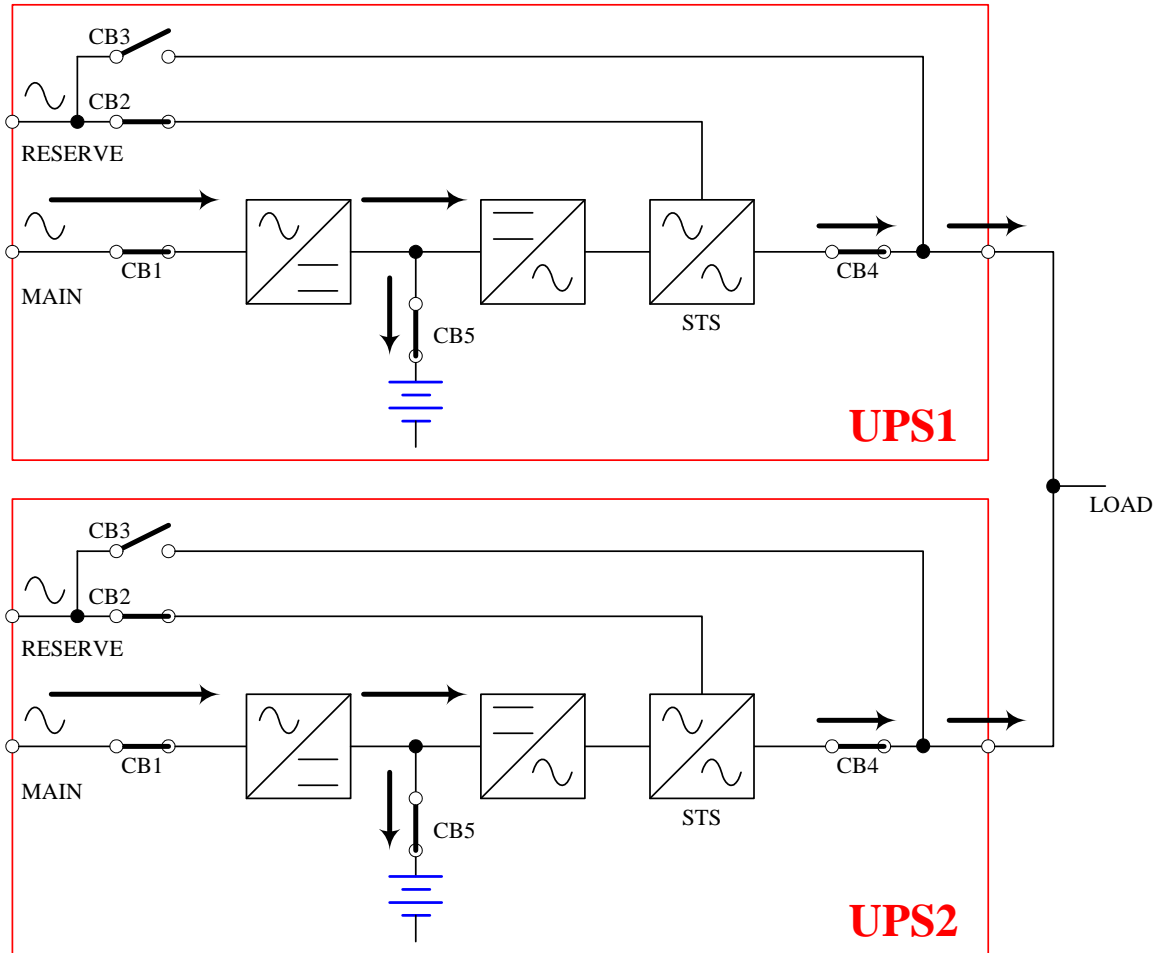 CB3
CB2
RESERVE
MAIN
CB1
CB5
STS
CB4
UPS1
LOAD
CB3
CB2
RESERVE
MAIN
CB1
CB5
STS
CB4
UPS2